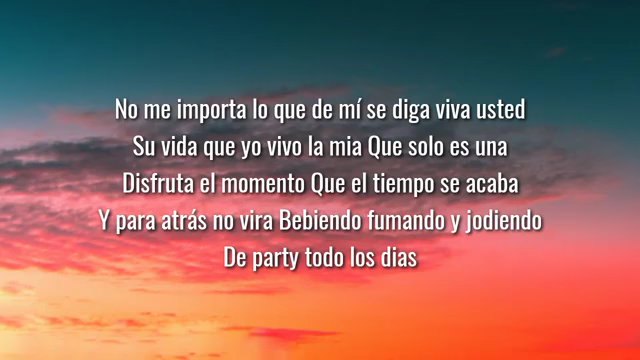 No me importa lo que de mí se diga viva usted
Su vida que yo vivo la mia Que solo es una
Disfruta el momento Que el tiempo se acaba
Y para atrás no vira Bebiendo fumando y jodiendo
De party todo los dias